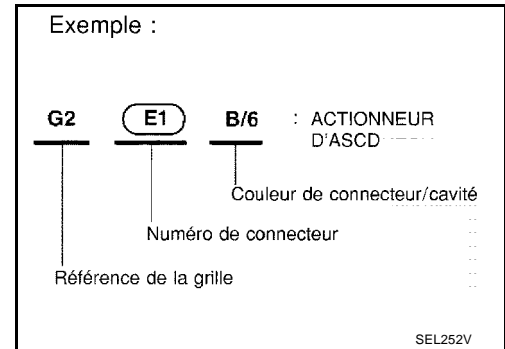 Exemple :
G2 E1 B/6 : ACTIONNEUR
D'ASCD
Couleur de connecteur/cavité
Numéro de connecteur
Référence de la grille
SEL252V